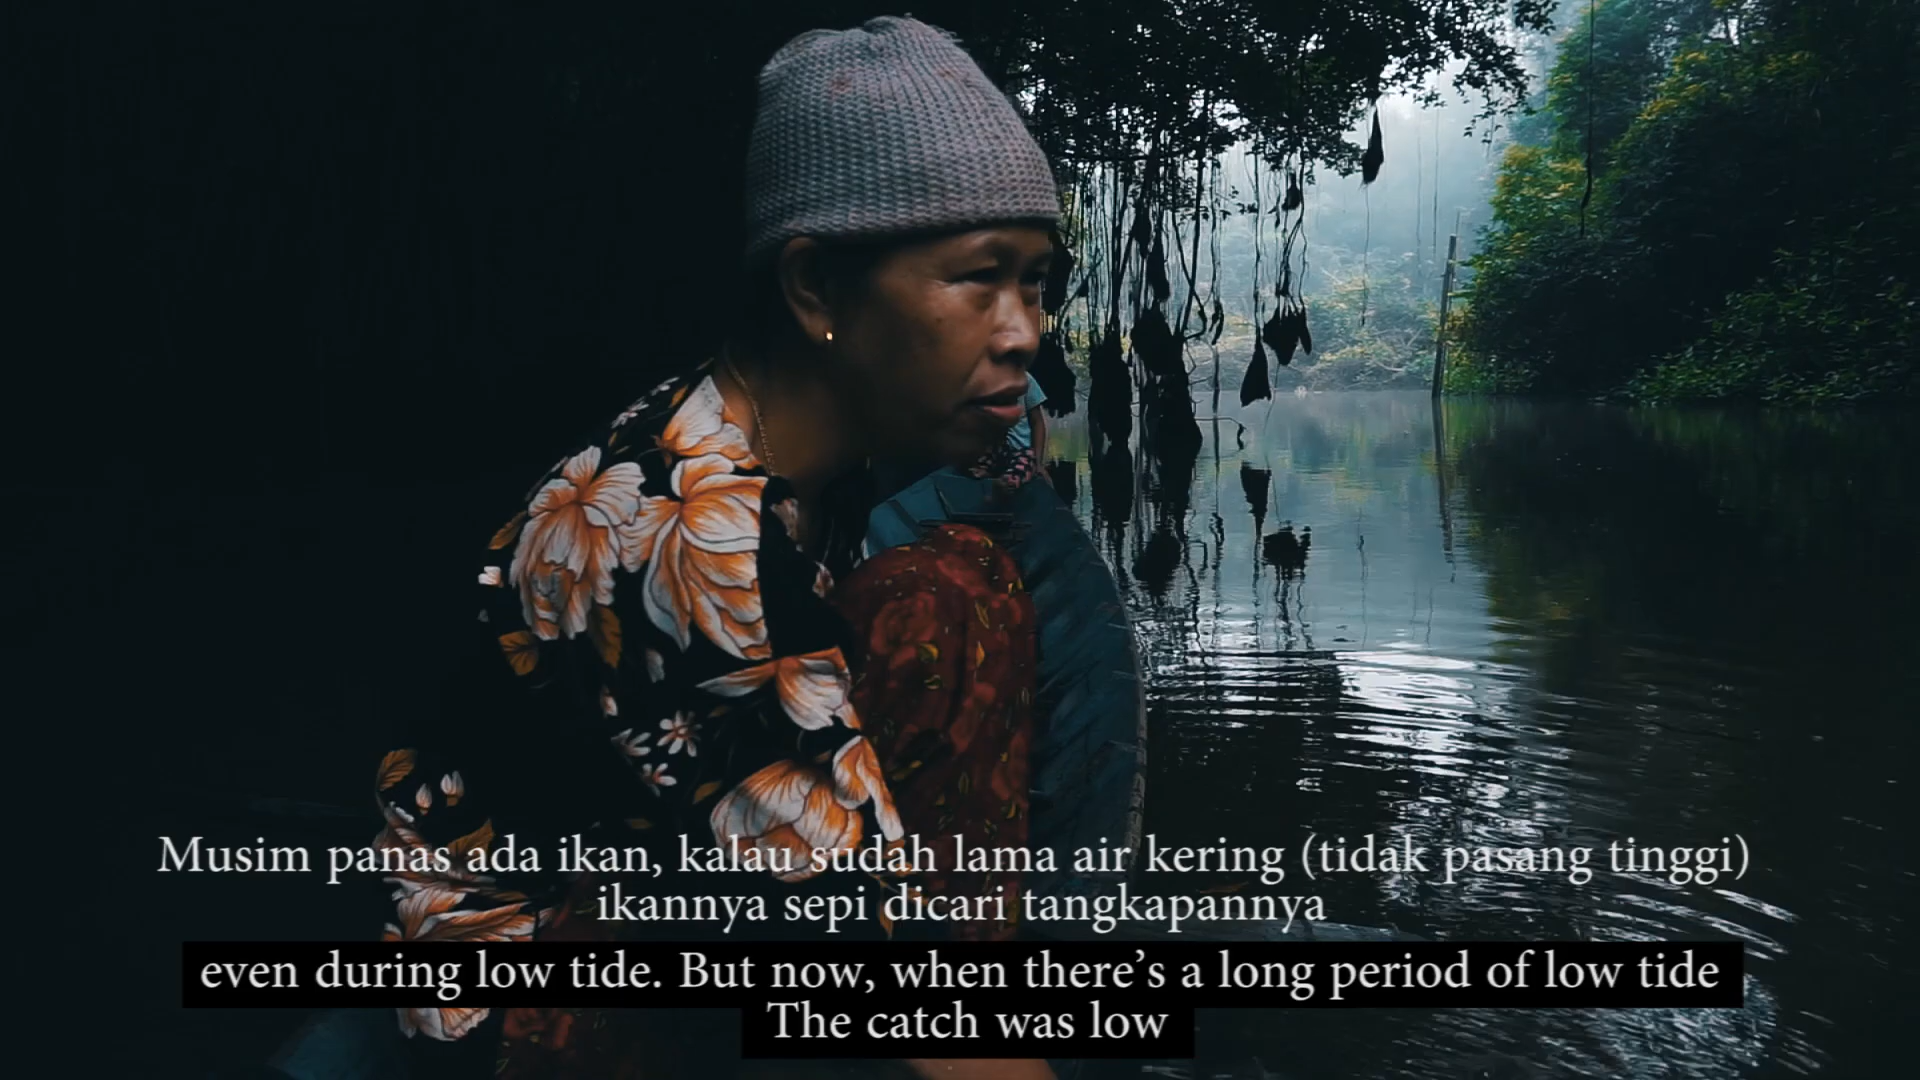 Musim panas ada ikan, kalau sudah lama air kering (tidak pasang tinggi)
ikannya sepi dicari tangkapannya
even during low tide. But now, when there’s a long period of low tide
The catch was low